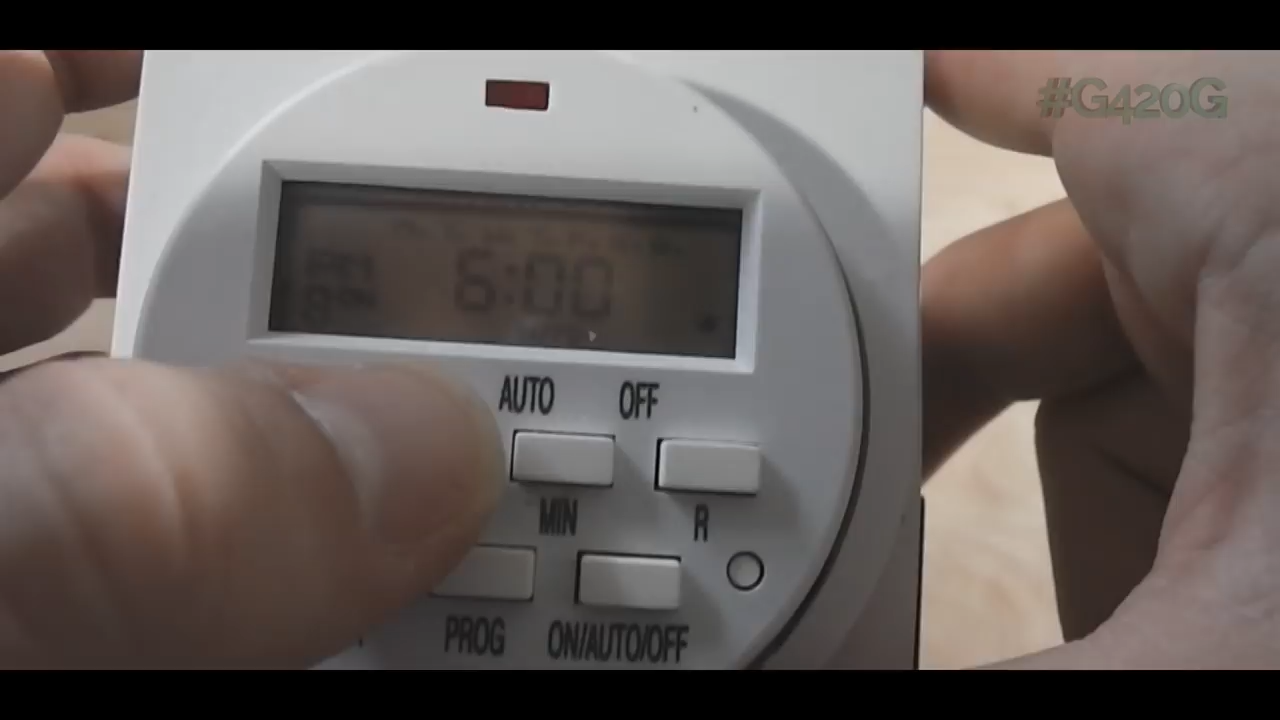 #G420G
6:00
AUTO OFF
MIN R
PROG ON/AUTO/OFF